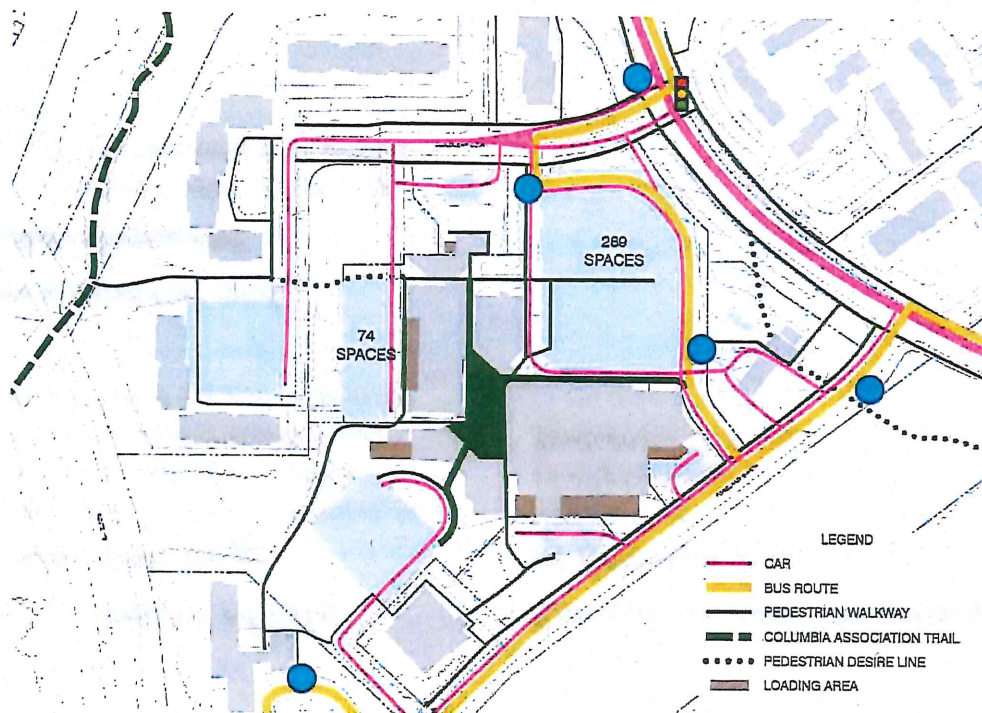 269
SPACES
74
SPACES
LEGEND
CAR
BUS ROUTE
PEDESTRIAN WALKWAY
COLUMBIA ASSOCIATION TRAIL
PEDESTRIAN DESIRE LINE
LOADING AREA